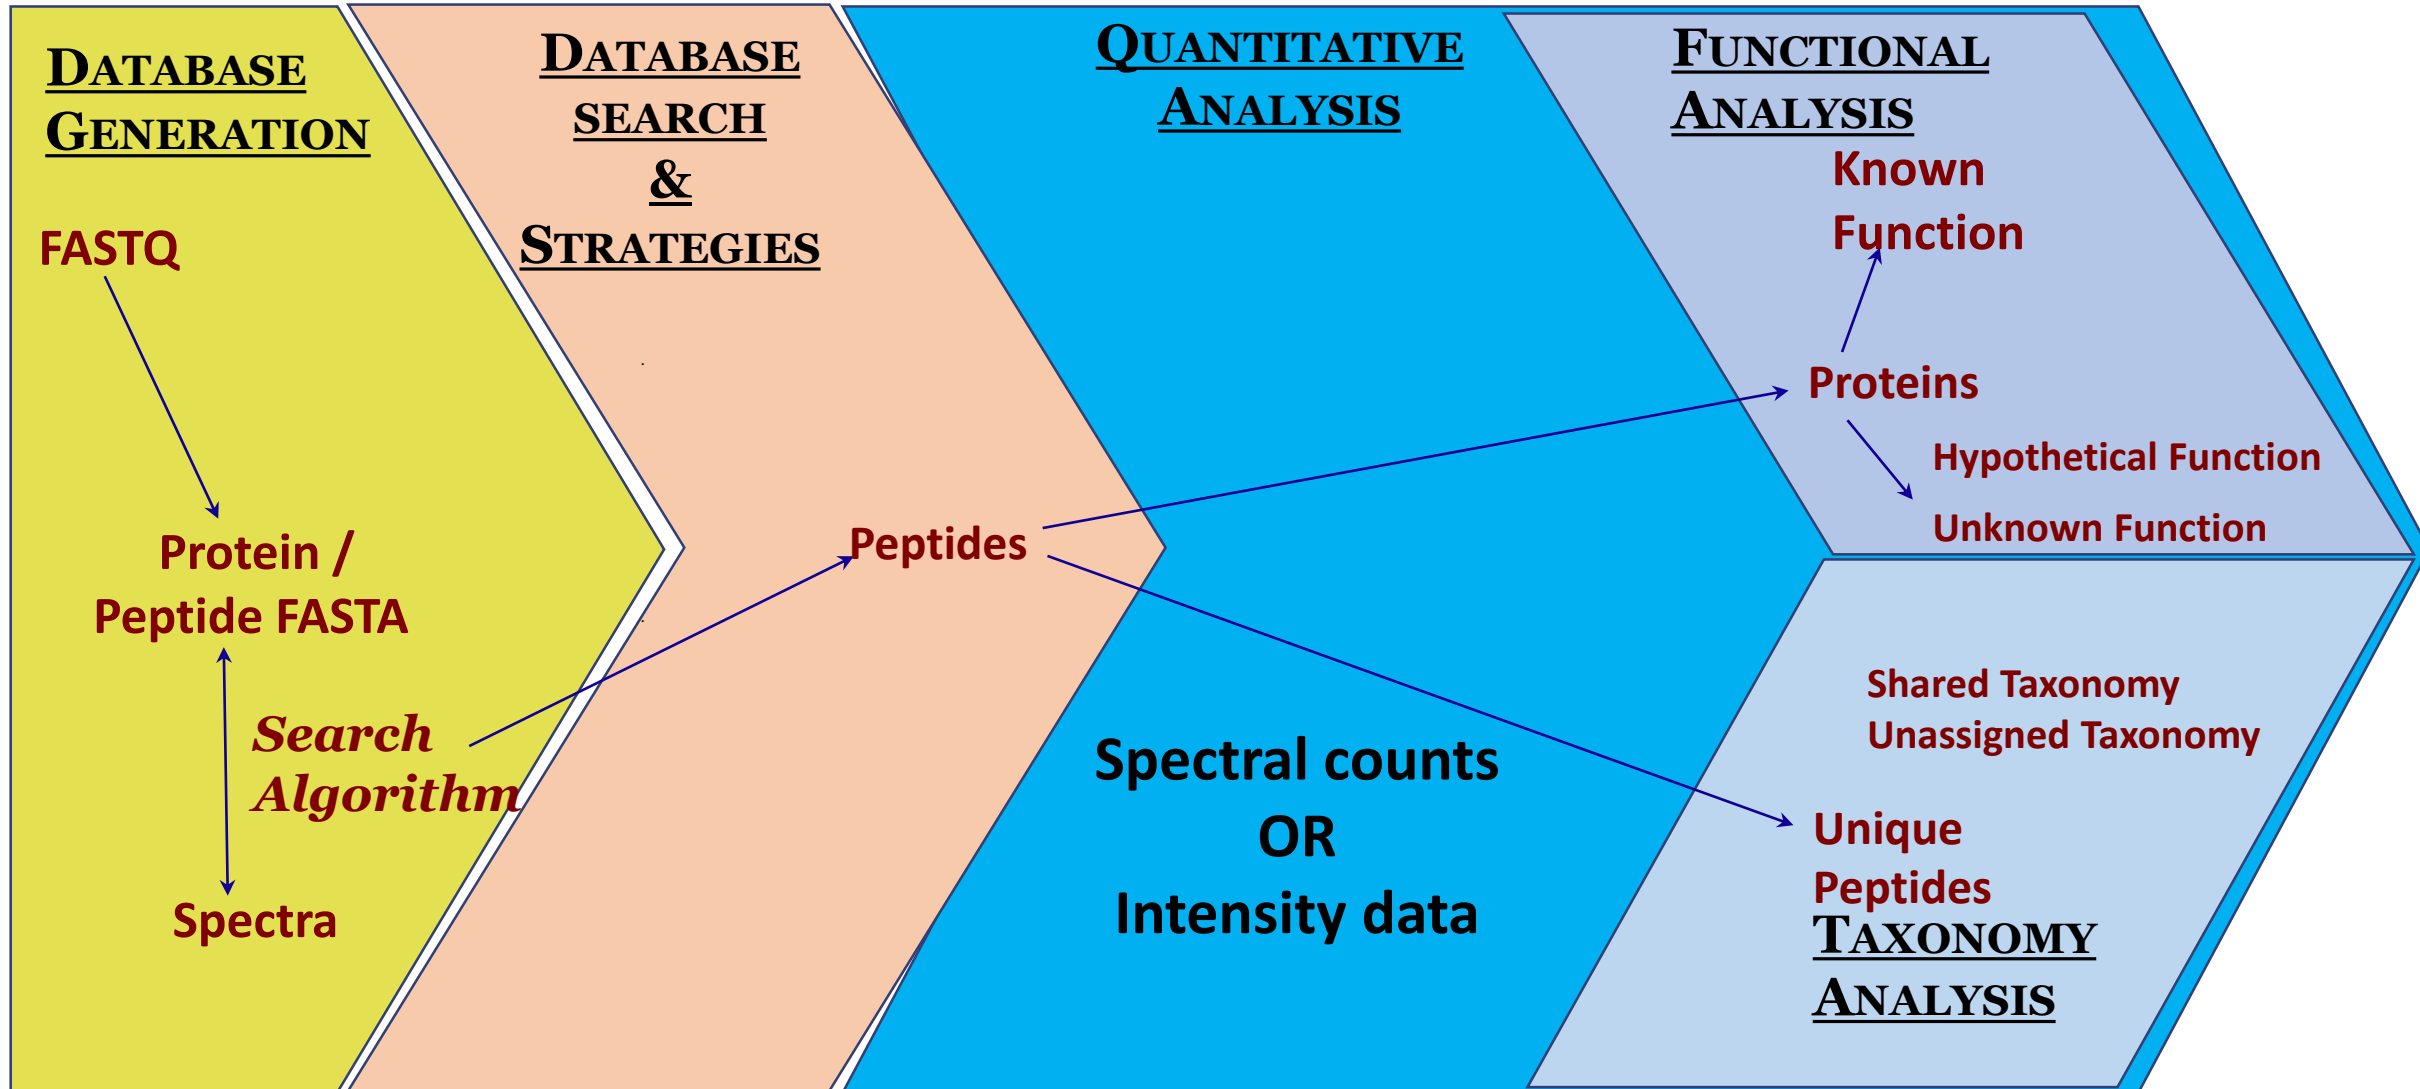 DATABASE
GENERATION
FASTQ
Protein /
Peptide FASTA
Search
Algorithm
Spectra
DATABASE
SEARCH
&
STRATEGIES
Peptides
QUANTITATIVE
ANALYSIS
Spectral counts
OR
Intensity data
FUNCTIONAL
ANALYSIS
Known
Function
Proteins
Hypothetical Function
Unknown Function
Shared Taxonomy
Unassigned Taxonomy
Unique
Peptides
TAXONOMY
ANALYSIS